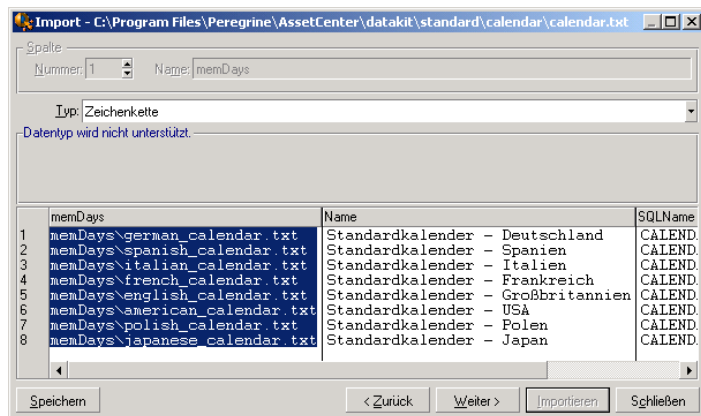 Import - C:\Program Files\Peregrine\AssetCenter\datakit\standard\calendar\calendar.txt
Spalte
Nummer: 1 Name: memDays
Typ: Zeichenkette
Datentyp wird nicht unterstützt.
memDays Name SQLName
1 memDays\german_calendar.txt Standardkalender - Deutschland CALEND
2 memDays\spanish_calendar.txt Standardkalender - Spanien CALEND
3 memDays\italian_calendar.txt Standardkalender - Italien CALEND
4 memDays\french_calendar.txt Standardkalender - Frankreich CALEND
5 memDays\english_calendar.txt Standardkalender - Großbritannien CALEND
6 memDays\american_calendar.txt Standardkalender - USA CALEND
7 memDays\polish_calendar.txt Standardkalender - Polen CALEND
8 memDays\japanese_calendar.txt Standardkalender - Japan CALEND
Speichern < Zurück Weiter > Importieren Schließen